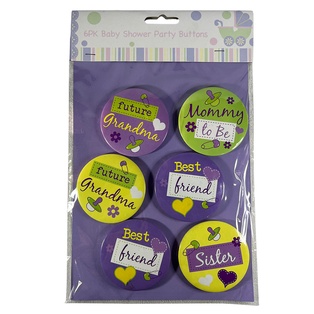 6PK Baby Shower Party Buttons
future
Grandma
Mommy
to Be
future
Grandma
Best
friend
Best
friend
Sister